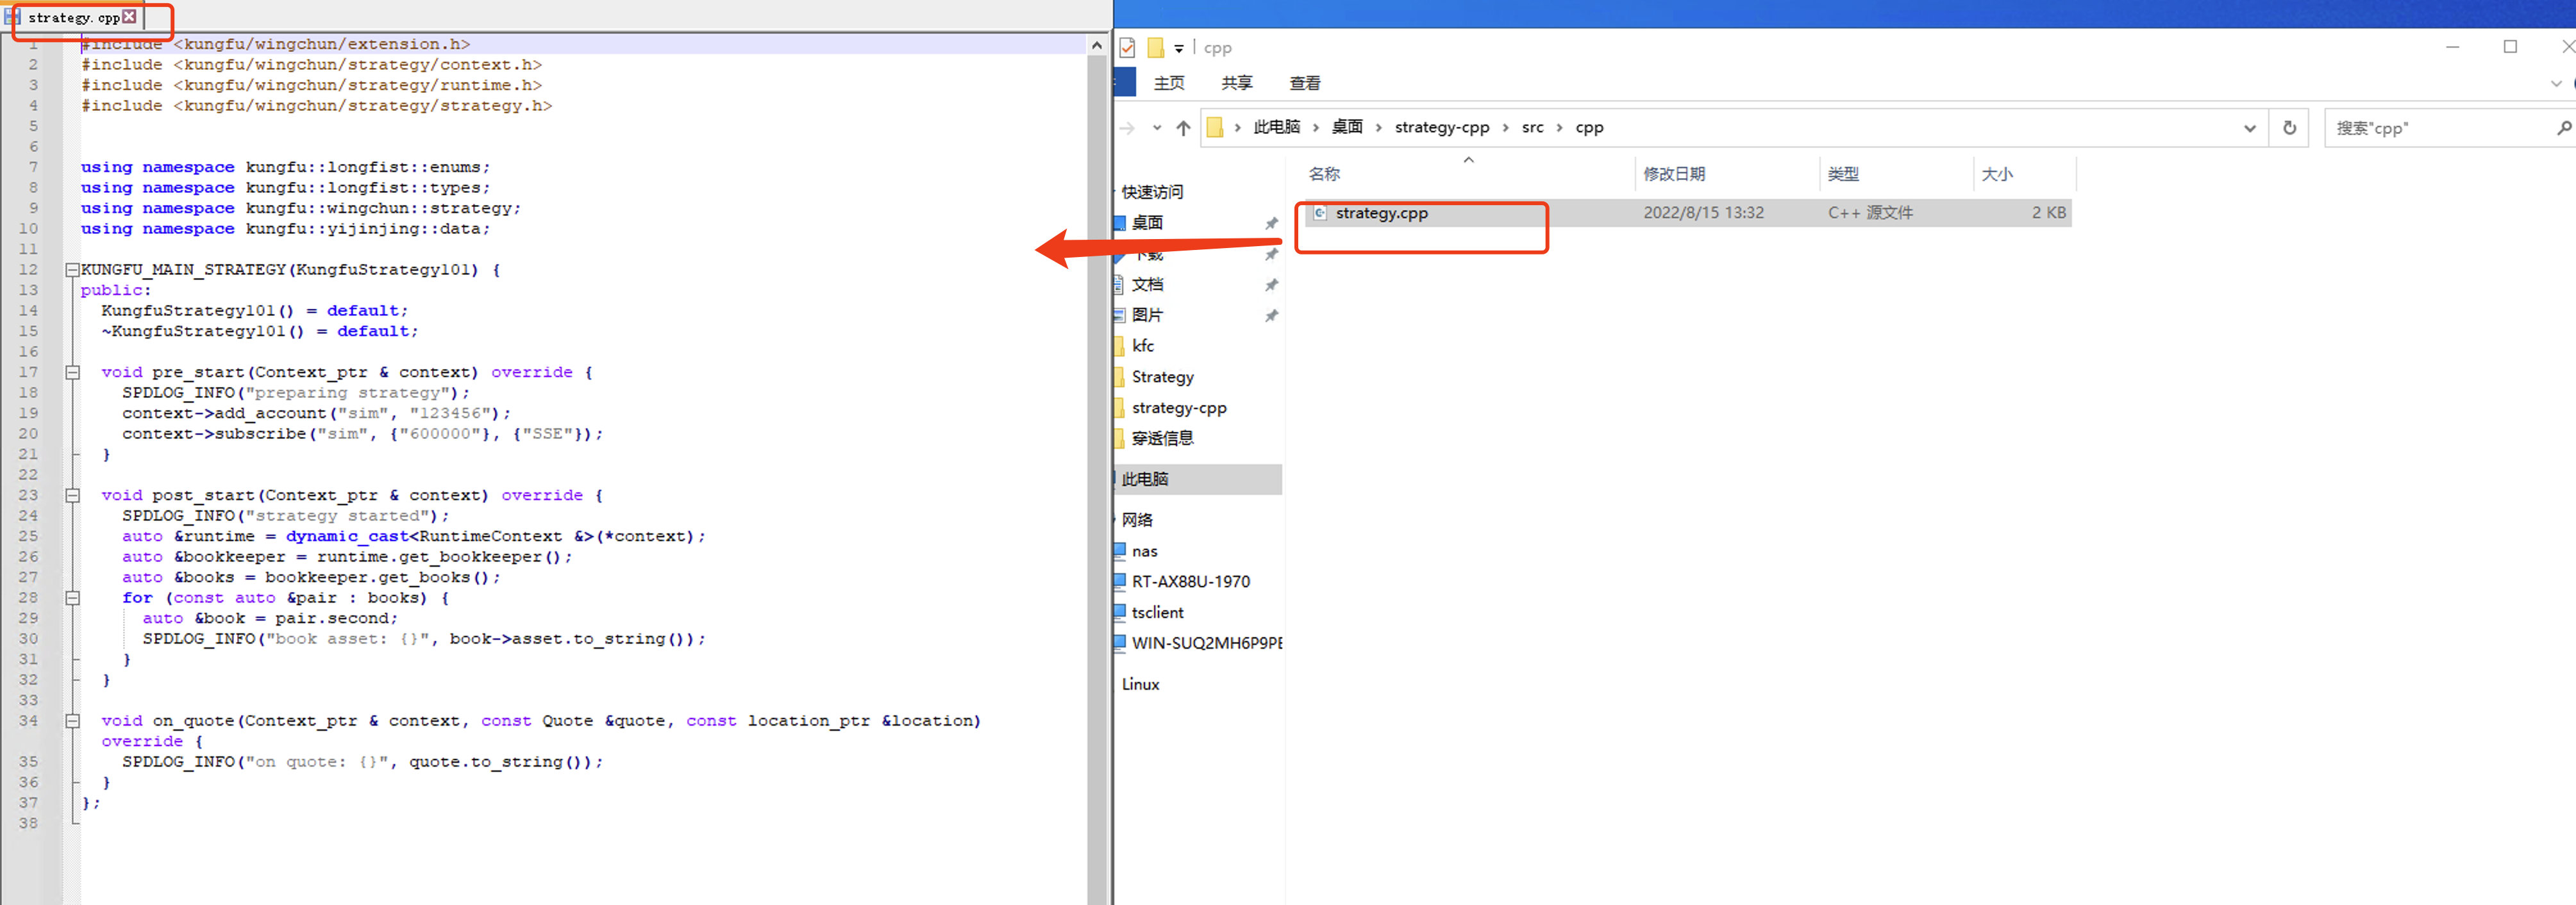 strategy.cpp
1 #include <kungfu/wingchun/extension.h>
2 #include <kungfu/wingchun/strategy/context.h>
3 #include <kungfu/wingchun/strategy/runtime.h>
4 #include <kungfu/wingchun/strategy/strategy.h>
5
6
7 using namespace kungfu::longfist::enums;
8 using namespace kungfu::longfist::types;
9 using namespace kungfu::wingchun::strategy;
10 using namespace kungfu::yijinjing::data;
11
12 KUNGFU_MAIN_STRATEGY(KungfuStrategy101) {
13 public:
14 KungfuStrategy101() = default;
15 ~KungfuStrategy101() = default;
16
17 void pre_start(Context_ptr & context) override {
18 SPDLOG_INFO("preparing strategy");
19 context->add_account("sim", "123456");
20 context->subscribe("sim", {"600000"}, {"SSE"});
21 }
22
23 void post_start(Context_ptr & context) override {
24 SPDLOG_INFO("strategy started");
25 auto &runtime = dynamic_cast<RuntimeContext &>(*context);
26 auto &bookkeeper = runtime.get_bookkeeper();
27 auto &books = bookkeeper.get_books();
28 for (const auto &pair : books) {
29 auto &book = pair.second;
30 SPDLOG_INFO("book asset: {}", book->asset.to_string());
31 }
32 }
33
34 void on_quote(Context_ptr & context, const Quote &quote, const location_ptr &location)
override {
35 SPDLOG_INFO("on quote: {}", quote.to_string());
36 }
37 };
38
cpp
主页 共享 查看
此电脑 > 桌面 > strategy-cpp > src > cpp
搜索"cpp"
名称 修改日期 类型 大小
strategy.cpp 2022/8/15 13:32 C++ 源文件 2 KB
快速访问
桌面
下载
文档
图片
kfc
Strategy
strategy-cpp
穿透信息
此电脑
网络
nas
RT-AX88U-1970
tsclient
WIN-SUQ2MH6P9PE
Linux